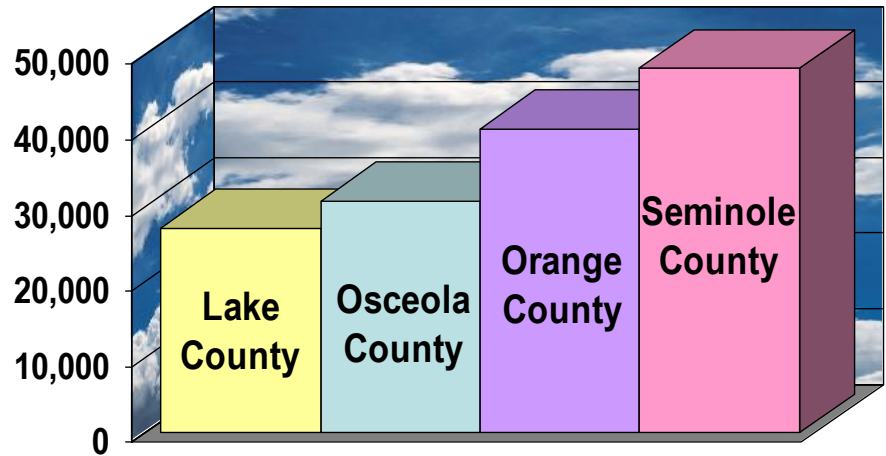 50,000
40,000
30,000
20,000
10,000
0
Lake
County
Osceola
County
Orange
County
Seminole
County